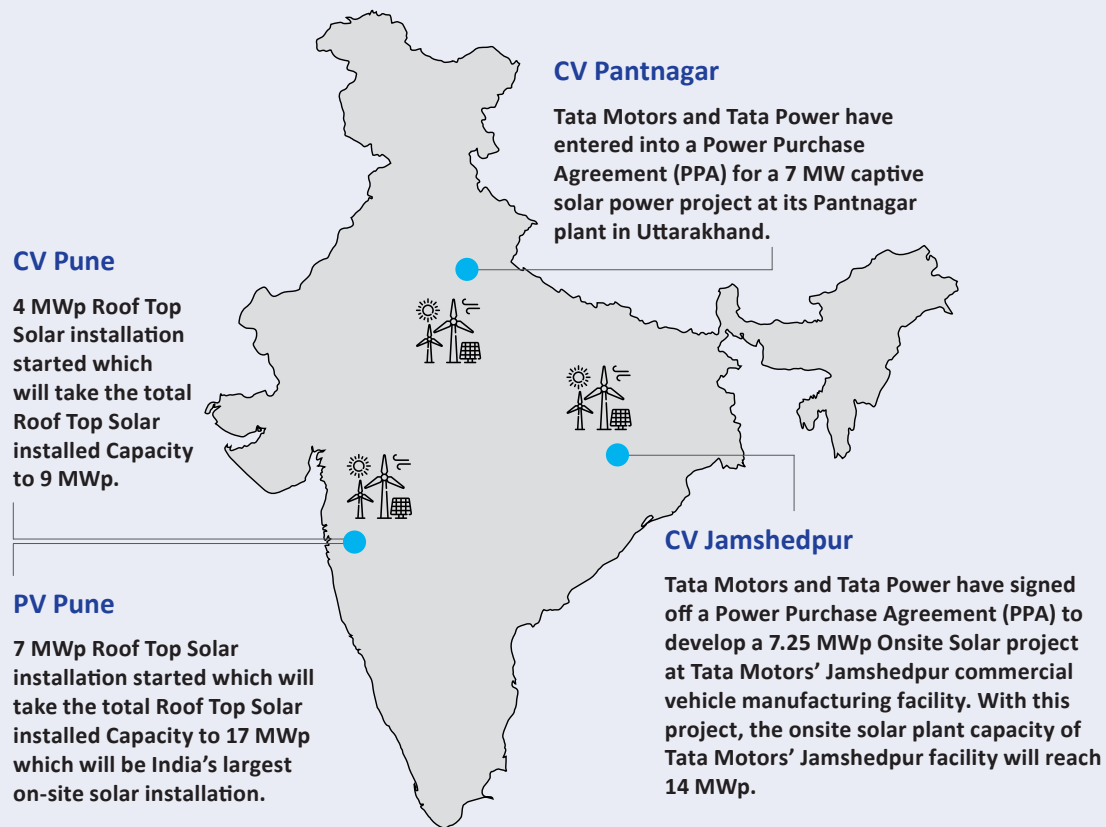 CV Pantnagar
Tata Motors and Tata Power have
entered into a Power Purchase
Agreement (PPA) for a 7 MW captive
solar power project at its Pantnagar
plant in Uttarakhand.
CV Pune
4 MWp Roof Top
Solar installation
started which
will take the total
Roof Top Solar
installed Capacity
to 9 MWp.
PV Pune
7 MWp Roof Top Solar
installation started which will
take the total Roof Top Solar
installed Capacity to 17 MWp
which will be India’s largest
on-site solar installation.
CV Jamshedpur
Tata Motors and Tata Power have signed
off a Power Purchase Agreement (PPA) to
develop a 7.25 MWp Onsite Solar project
at Tata Motors’ Jamshedpur commercial
vehicle manufacturing facility. With this
project, the onsite solar plant capacity of
Tata Motors’ Jamshedpur facility will reach
14 MWp.